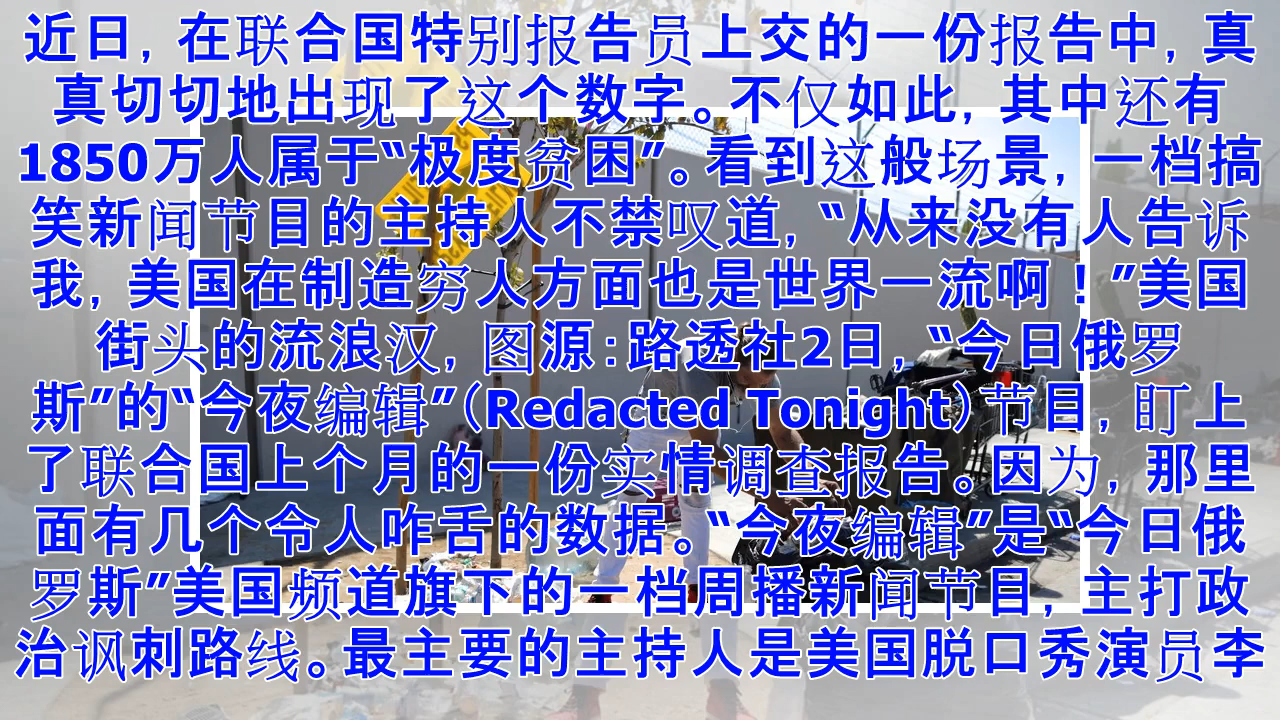 近日, 在联合国特别报告员上交的一份报告中, 真
真切切地出现了这个数字。不仅如此, 其中还有
1850万人属于“极度贫困”。看到这般场景, 一档搞
笑新闻节目的主持人不禁叹道, “从来没有人告诉
我, 美国在制造穷人方面也是世界一流啊！”美国
街头的流浪汉, 图源:路透社2日, “今日俄罗
斯”的“今夜编辑”(Redacted Tonight)节目, 盯上
了联合国上个月的一份实情调查报告。因为, 那里
面有几个令人咋舌的数据。“今夜编辑”是“今日俄
罗斯”美国频道旗下的一档周播新闻节目, 主打政
治讽刺路线。最主要的主持人是美国脱口秀演员李